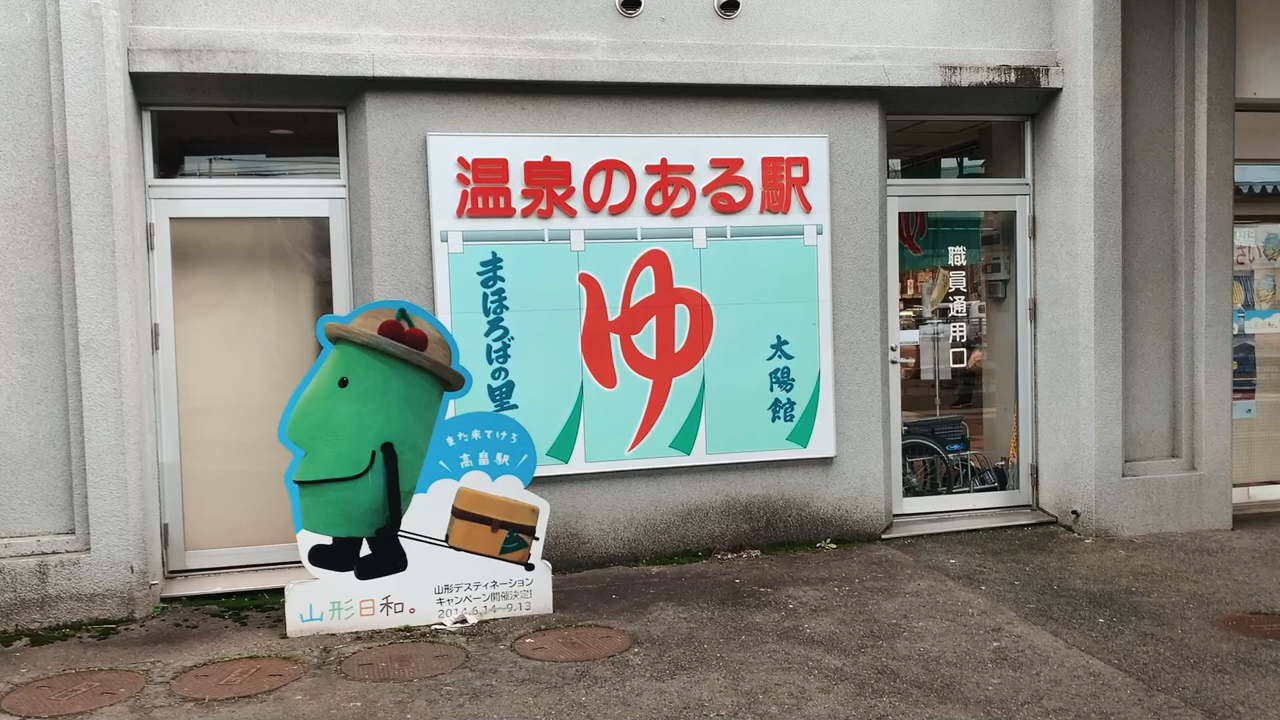 温泉のある駅
まほろばの里
ゆ
太陽館
職員通用口
また来てけろ
高畠駅
山形日和。
山形デスティネーション
キャンペーン開催決定!
2014.6.14~9.13